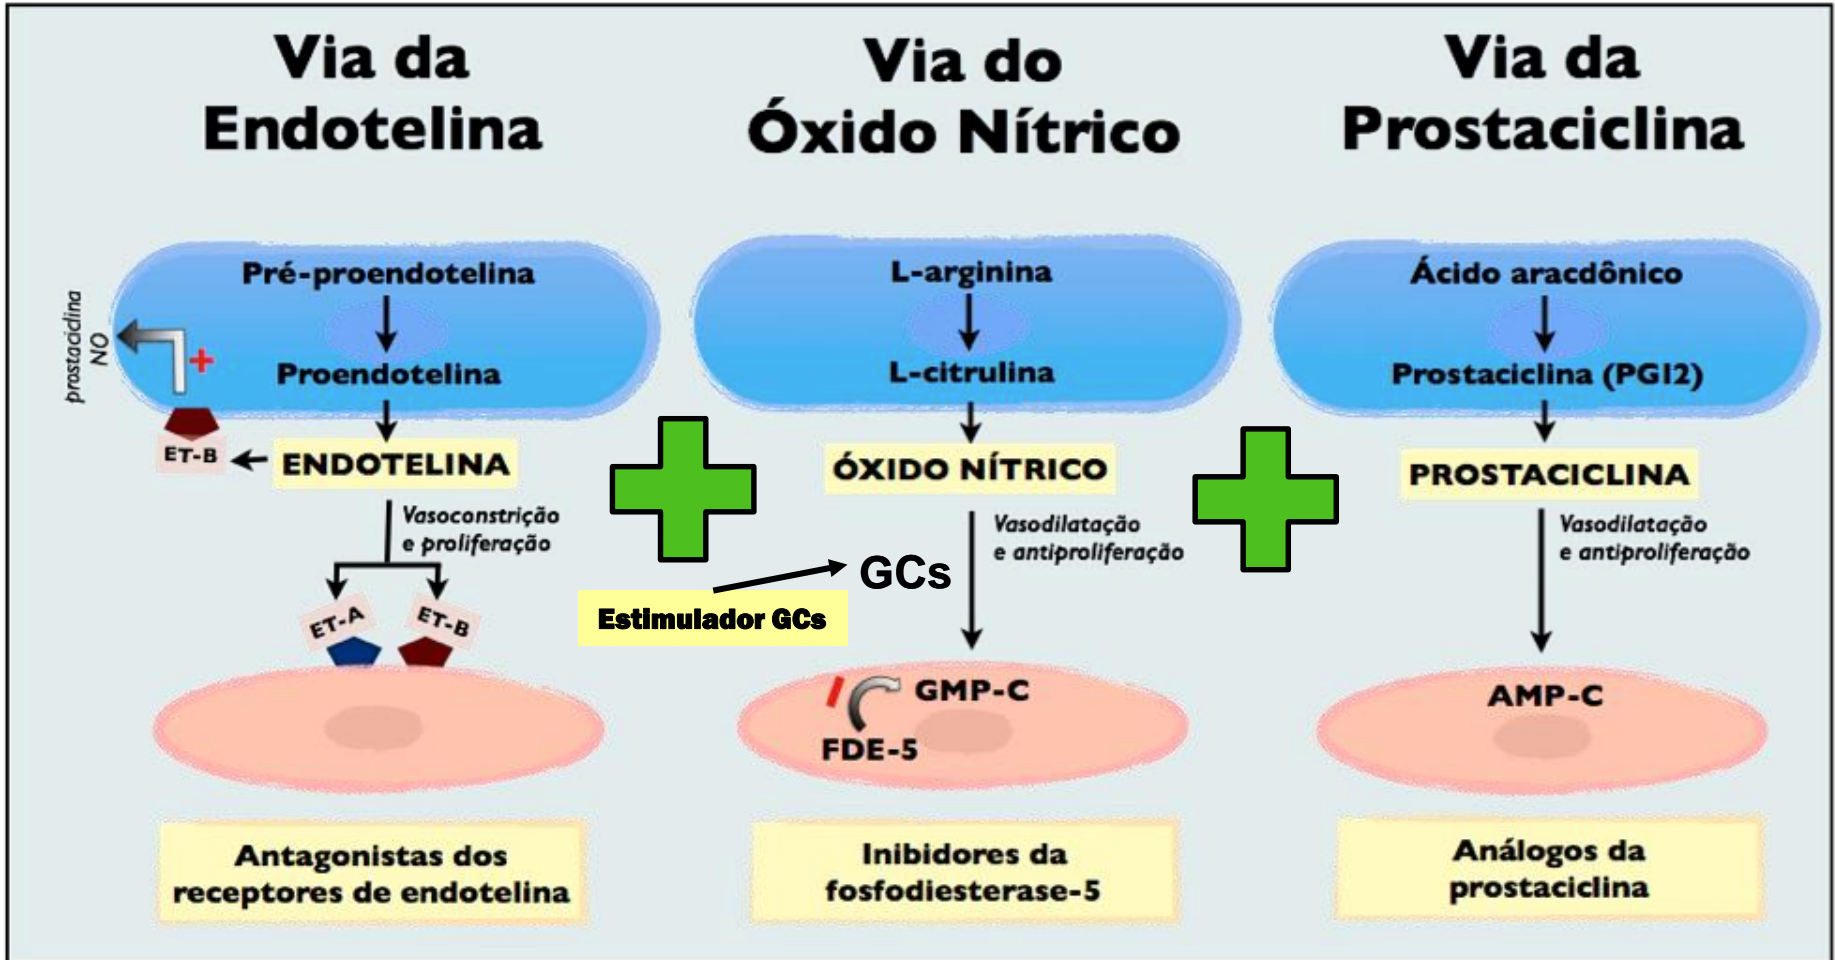 Via da
Endotelina
Pré-proendotelina
Proendotelina
prostaciclina
NO
+
ET-B
ENDOTELINA
Vasoconstrição
e proliferação
ET-A
ET-B
Antagonistas dos
receptores de endotelina
Via do
Óxido Nítrico
L-arginina
L-citrulina
ÓXIDO NÍTRICO
Vasodilatação
e antiproliferação
GCs
Estimulador GCs
GMP-C
FDE-5
Inibidores da
fosfodiesterase-5
Via da
Prostaciclina
Ácido aracdônico
Prostaciclina (PGI2)
PROSTACICLINA
Vasodilatação
e antiproliferação
AMP-C
Análogos da
prostaciclina